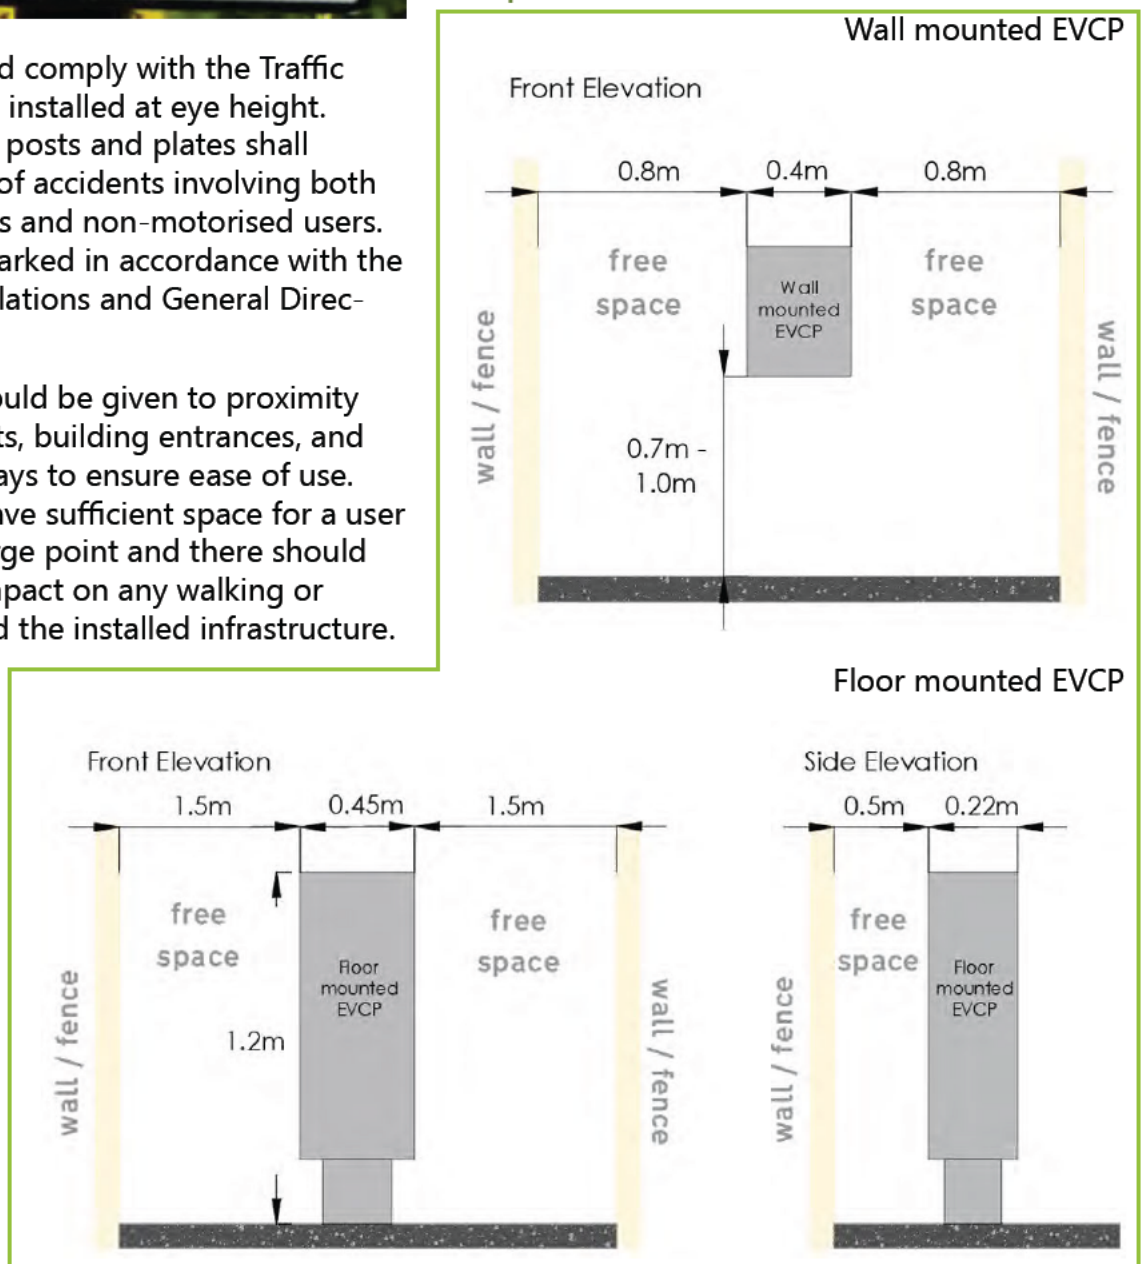 d comply with the Traffic
installed at eye height.
posts and plates shall
of accidents involving both
s and non-motorised users.
arked in accordance with the
lations and General Direc-
ould be given to proximity
ts, building entrances, and
ays to ensure ease of use.
ave sufficient space for a user
rge point and there should
npact on any walking or
d the installed infrastructure.
Wall mounted EVCP
Front Elevation
0.8m 0.4m 0.8m
free
space
Wall
mounted
EVCP
free
space
wall / fence
wall / fence
0.7m -
1.0m
Floor mounted EVCP
Front Elevation
1.5m 0.45m 1.5m
free
space
Floor
mounted
EVCP
free
space
1.2m
wall / fence
wall / fence
Side Elevation
0.5m 0.22m
free
space
Floor
mounted
EVCP
wall / fence